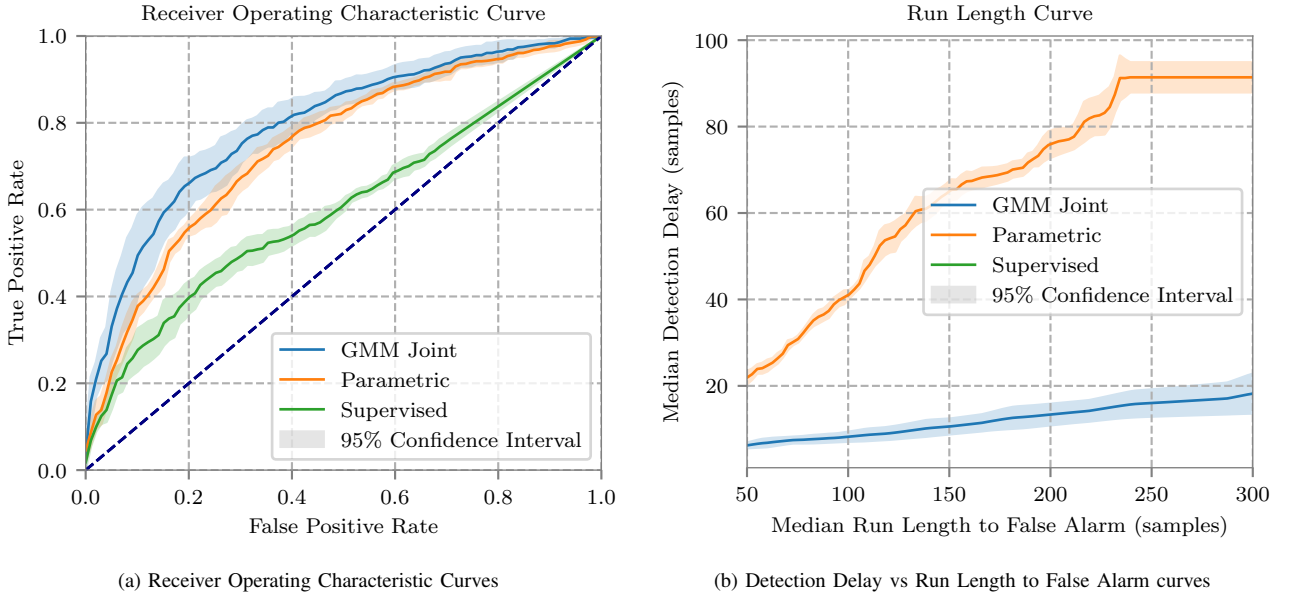 Receiver Operating Characteristic Curve
True Positive Rate
1.0
0.8
0.6
0.4
0.2
0.0
GMM Joint
Parametric
Supervised
95% Confidence Interval
0.0 0.2 0.4 0.6 0.8 1.0
False Positive Rate
(a) Receiver Operating Characteristic Curves
Run Length Curve
Median Detection Delay (samples)
100
80
60
40
20
GMM Joint
Parametric
Supervised
95% Confidence Interval
50 100 150 200 250 300
Median Run Length to False Alarm (samples)
(b) Detection Delay vs Run Length to False Alarm curves